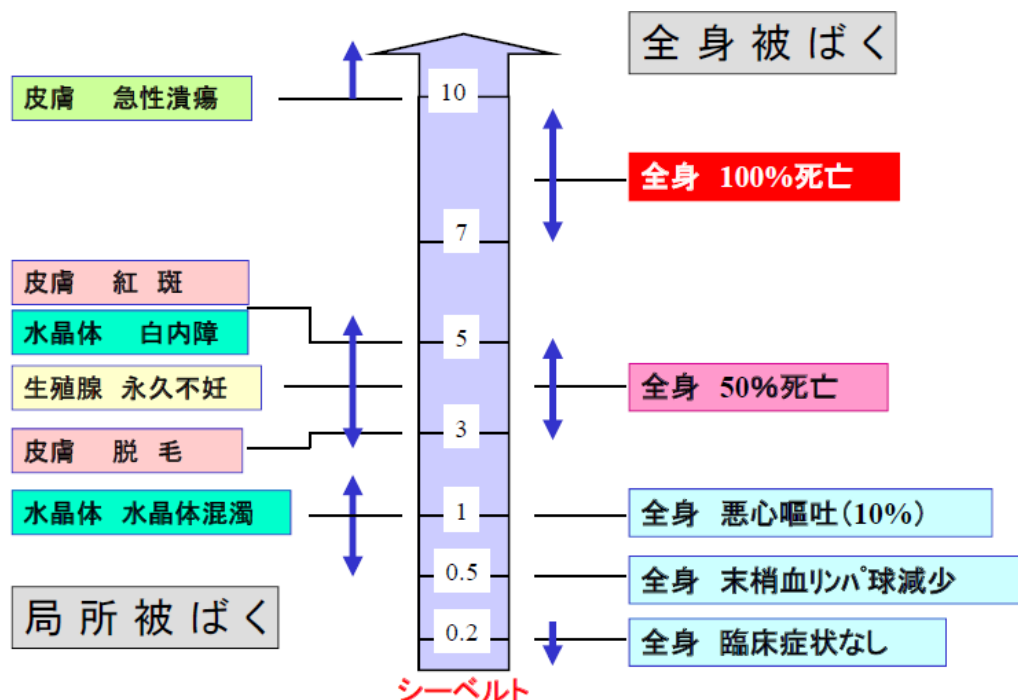 全身被ばく
皮膚 急性潰瘍
10
全身 100%死亡
7
皮膚 紅 斑
水晶体 白内障
5
生殖腺 永久不妊
全身 50%死亡
皮膚 脱 毛
3
水晶体 水晶体混濁
1
全身 悪心嘔吐(10%)
0.5
全身 末梢血リンパ球減少
局所被ばく
0.2
全身 臨床症状なし
シーベルト